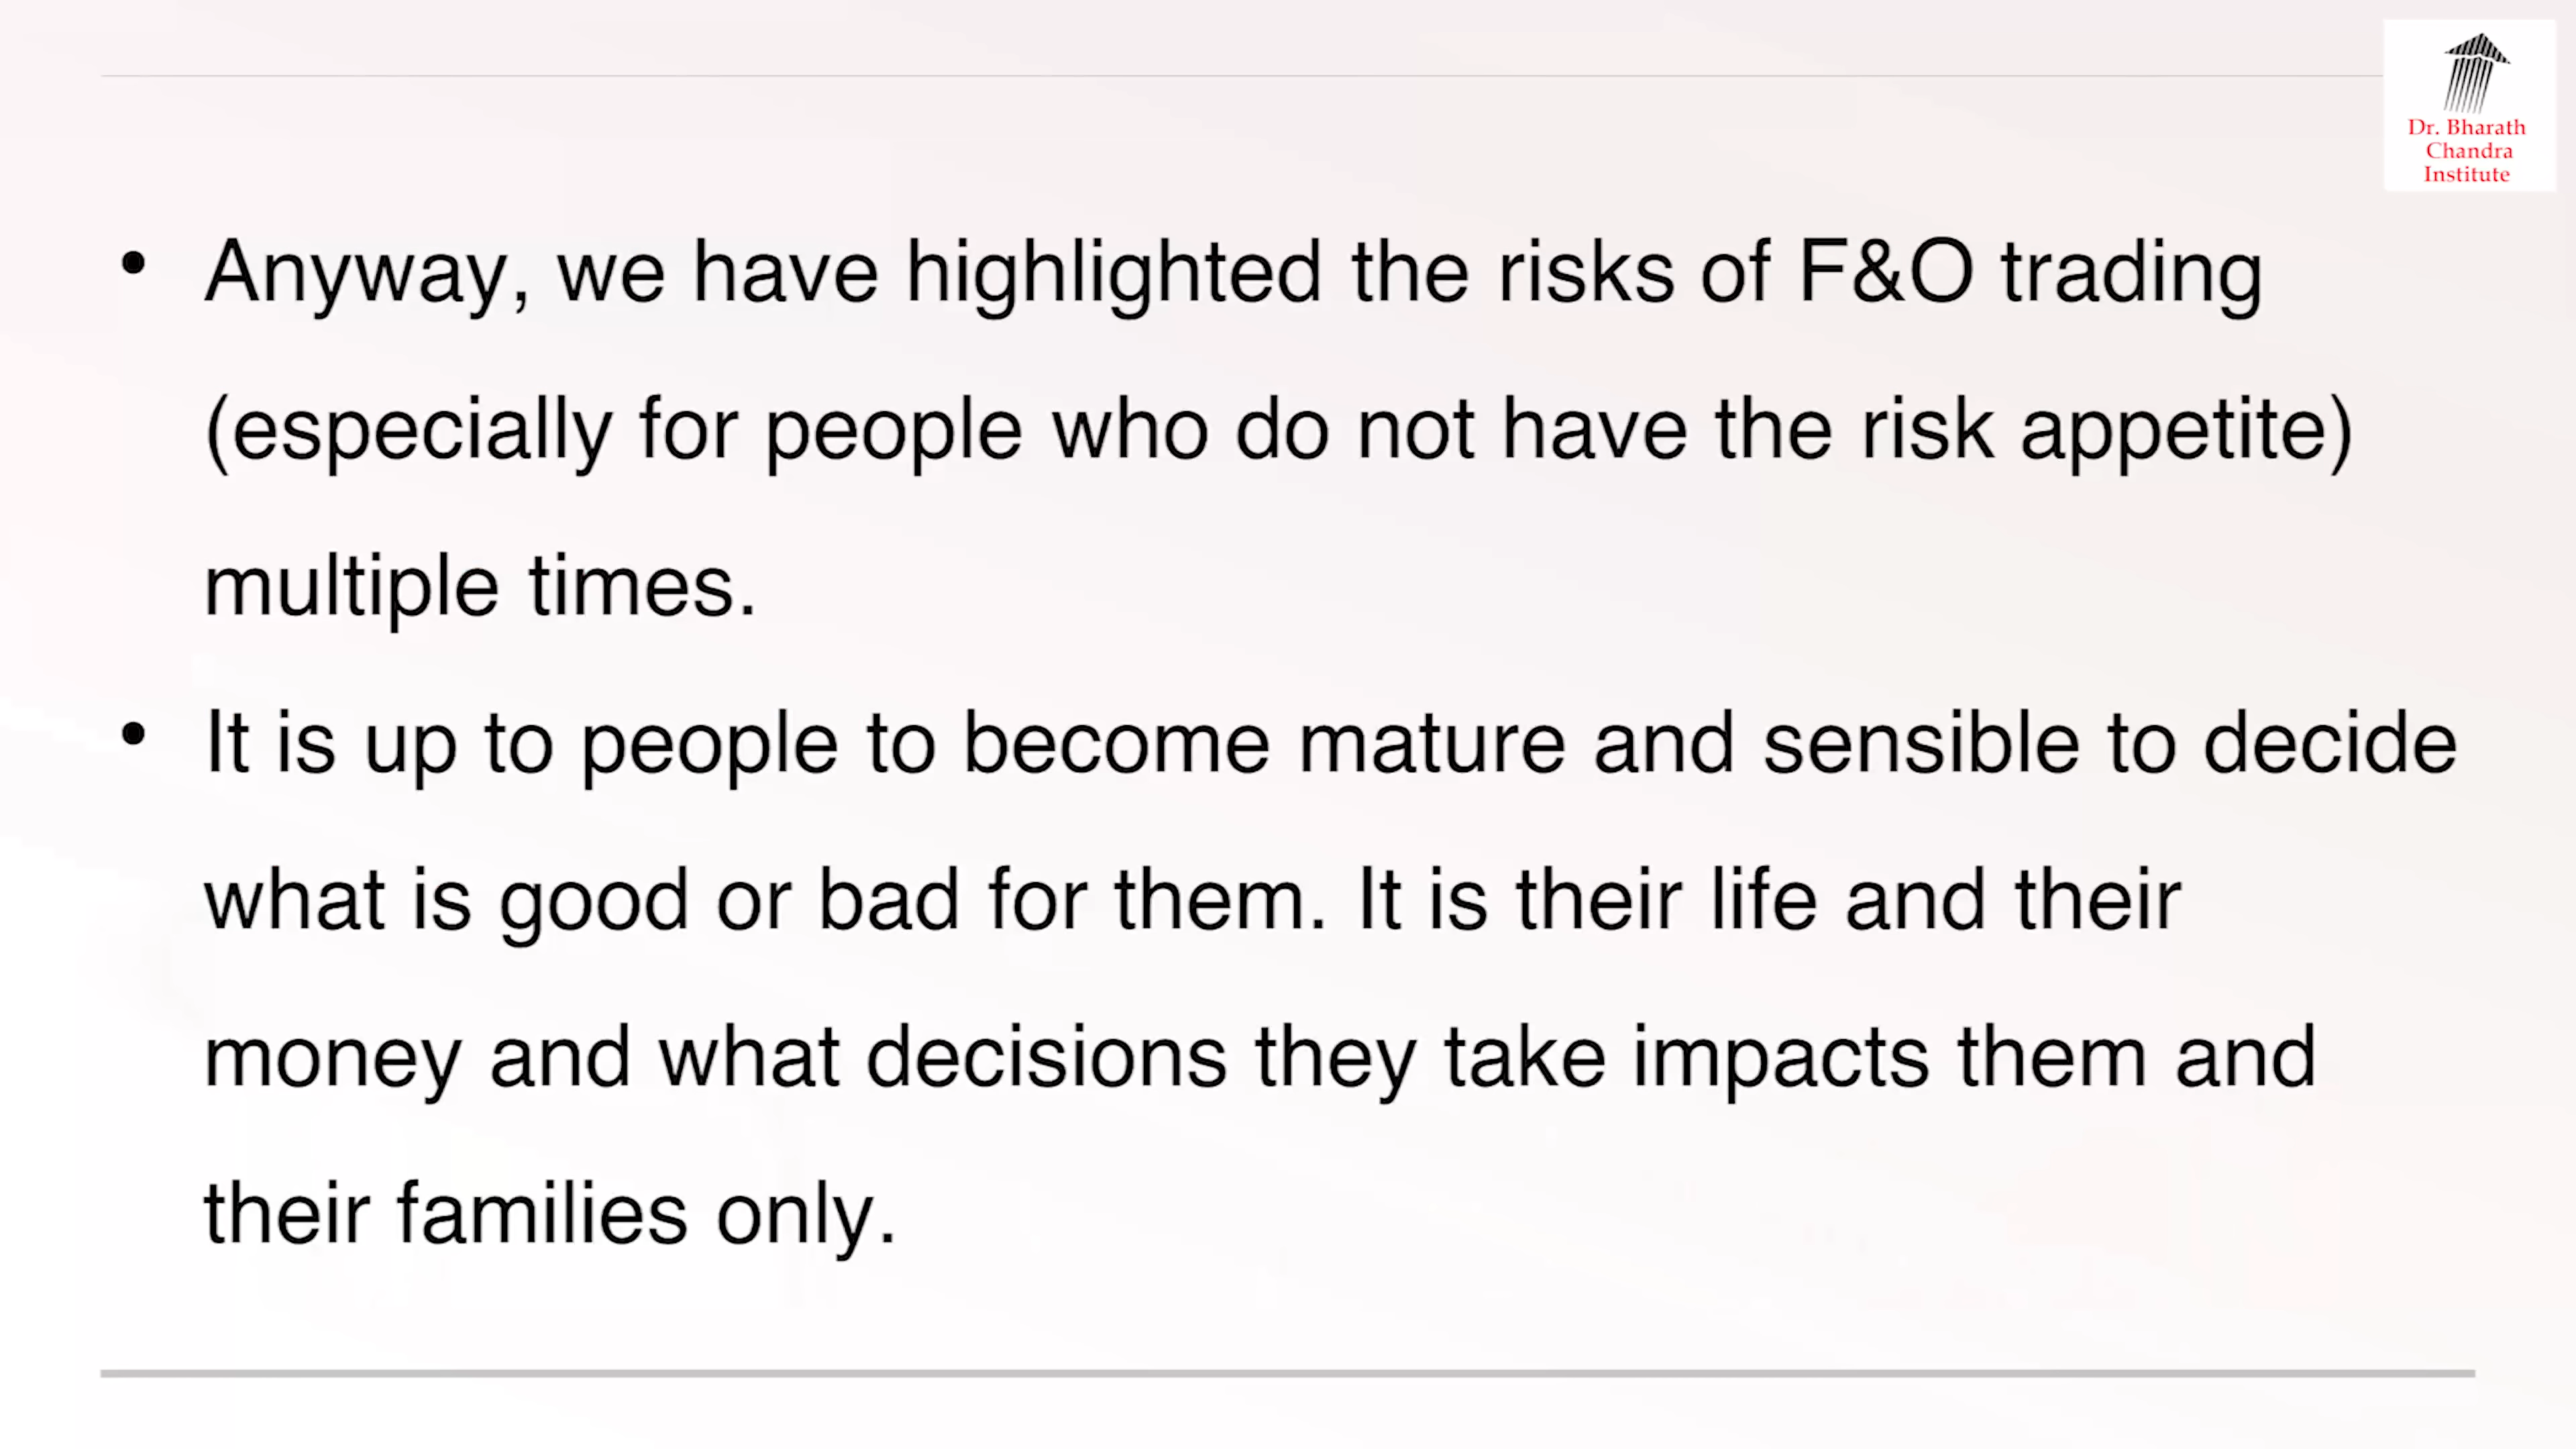 Dr. Bharath
Chandra
Institute
• Anyway, we have highlighted the risks of F&O trading
(especially for people who do not have the risk appetite)
multiple times.
• It is up to people to become mature and sensible to decide
what is good or bad for them. It is their life and their
money and what decisions they take impacts them and
their families only.